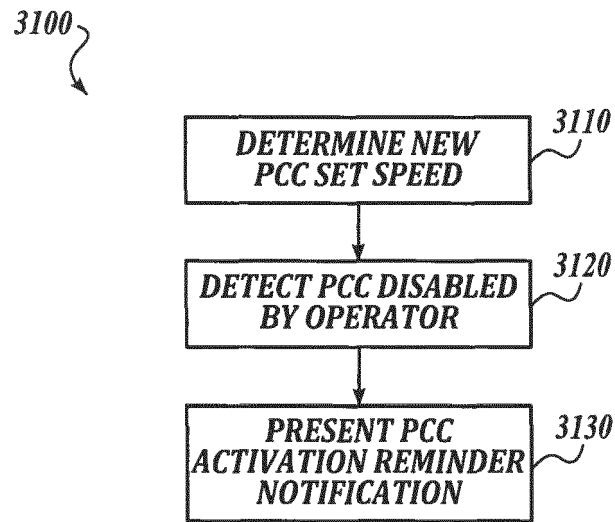 3100
DETERMINE NEW
PCC SET SPEED
3110
DETECT PCC DISABLED
BY OPERATOR
3120
PRESENT PCC
ACTIVATION REMINDER
NOTIFICATION
3130